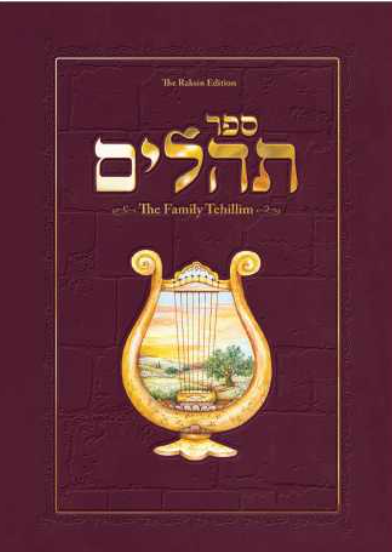 The Raksin Edition
ספר
תהלים
The Family Tehillim